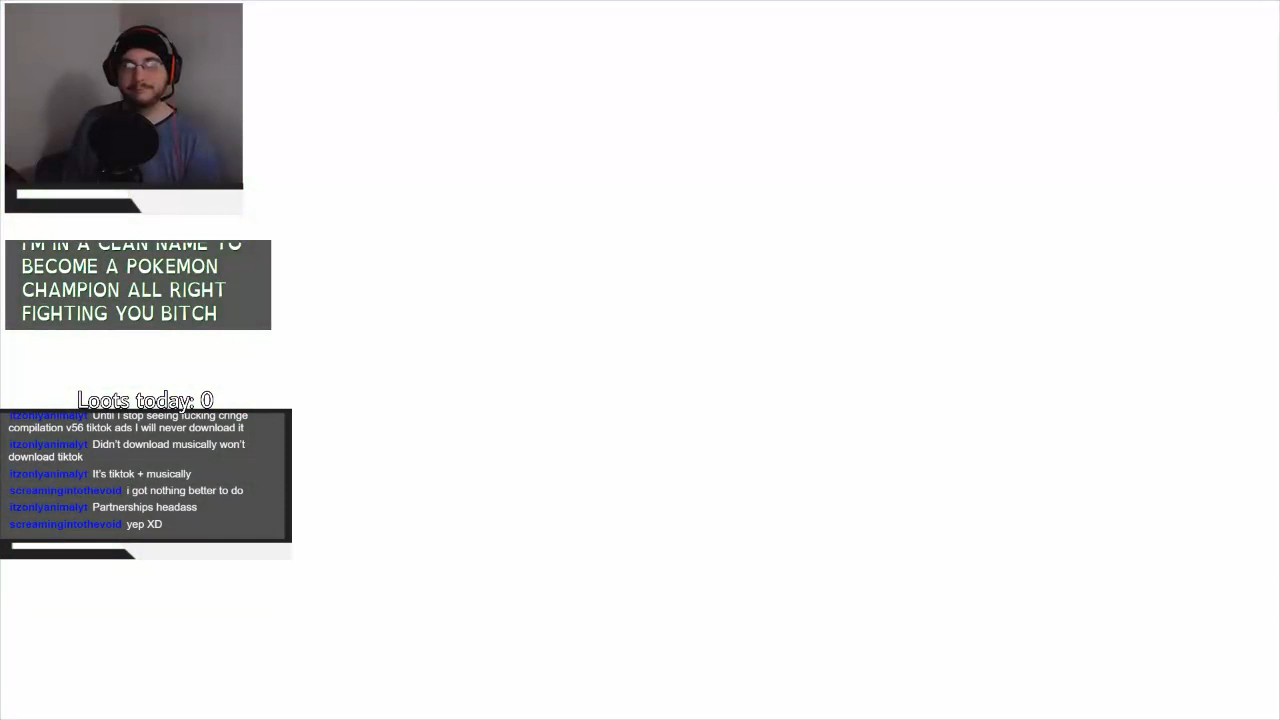 I'M IN A CLAN NAME TO
BECOME A POKEMON
CHAMPION ALL RIGHT
FIGHTING YOU BITCH
Loots today: 0
itzonlyanimalyt Until I stop seeing fucking cringe
compilation v56 tiktok ads I will never download it
itzonlyanimalyt Didn't download musically won't
download tiktok
itzonlyanimalyt It's tiktok + musically
screamingintothevoid i got nothing better to do
itzonlyanimalyt Partnerships headass
screamingintothevoid yep XD